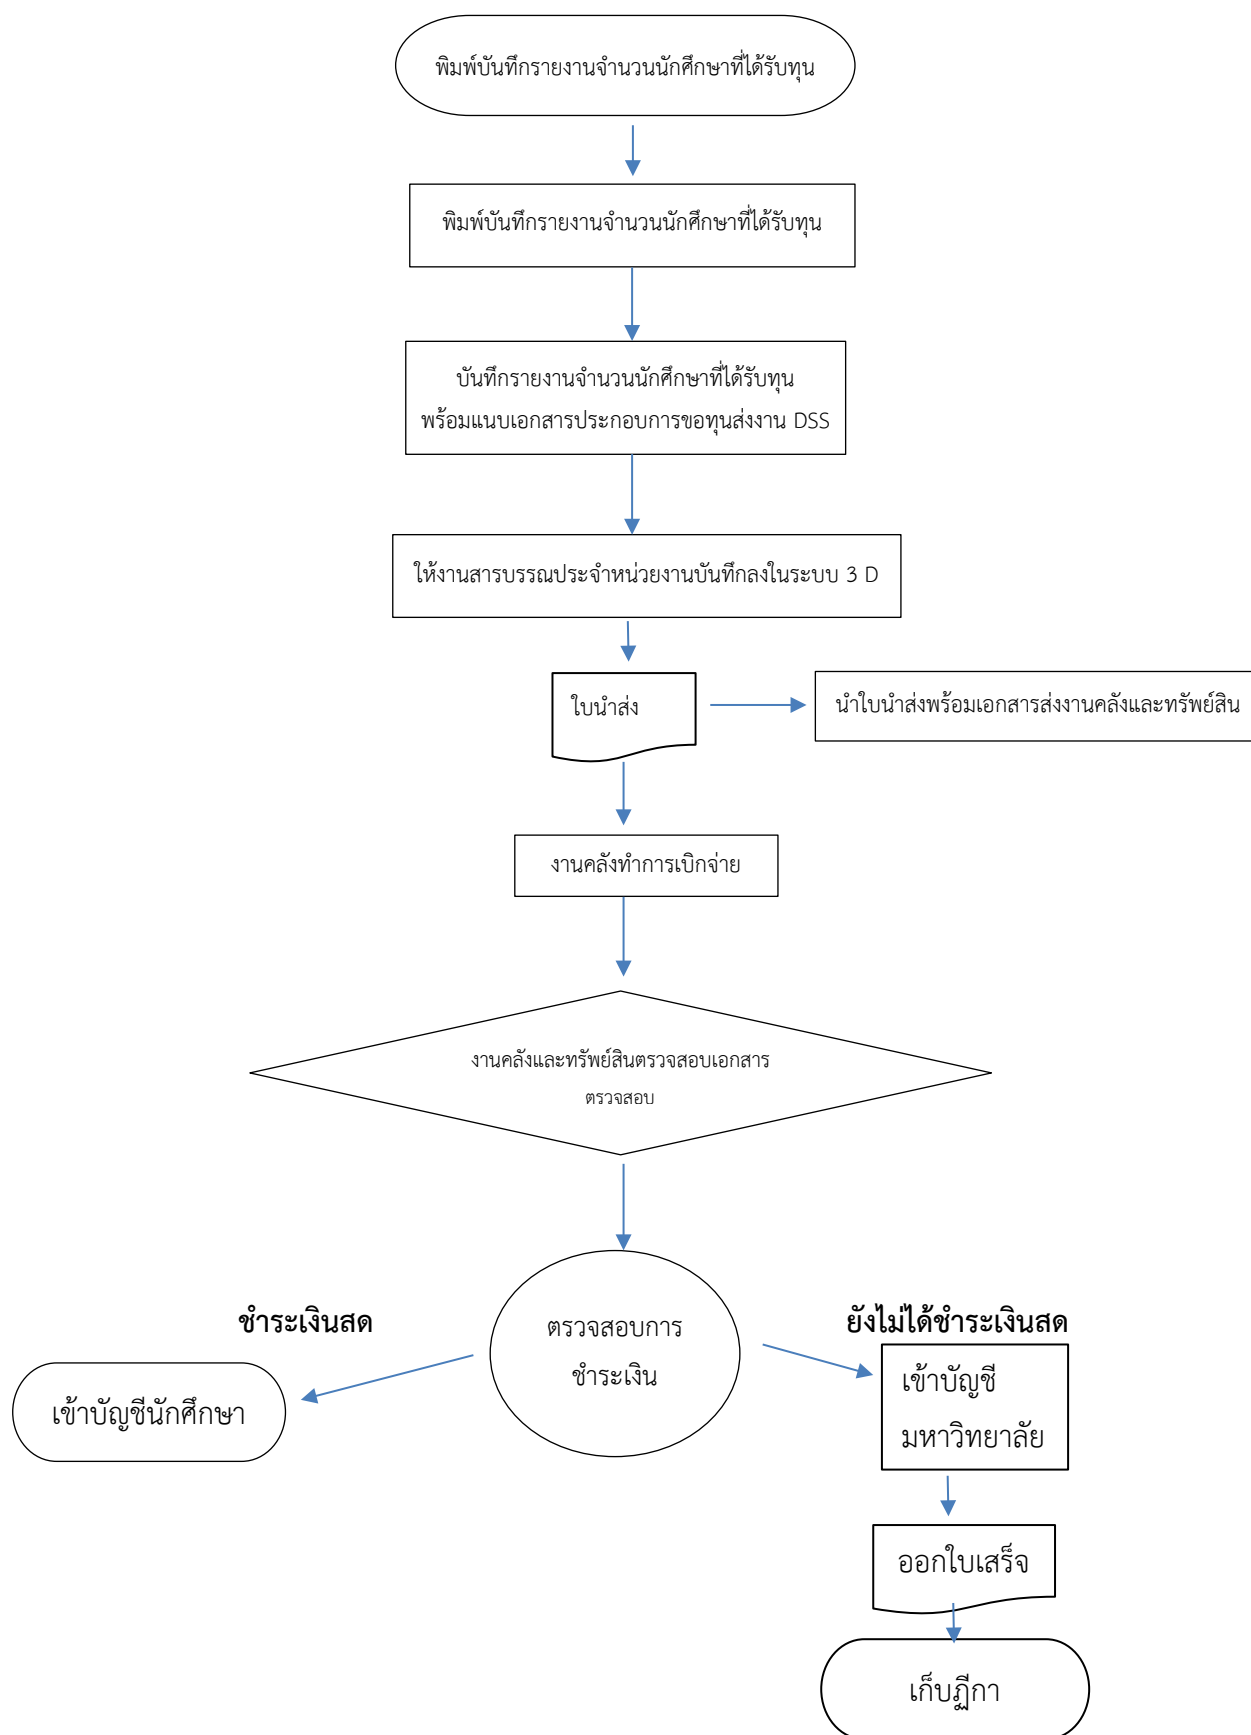 พิมพ์บันทึกรายงานจำนวนนักศึกษาที่ได้รับทุน
พิมพ์บันทึกรายงานจำนวนนักศึกษาที่ได้รับทุน
บันทึกรายงานจำนวนนักศึกษาที่ได้รับทุน
พร้อมแนบเอกสารประกอบการขอทุนส่งงาน DSS
ให้งานสารบรรณประจำหน่วยงานบันทึกลงในระบบ 3 D
ใบนำส่ง
นำใบนำส่งพร้อมเอกสารส่งงานคลังและทรัพย์สิน
งานคลังทำการเบิกจ่าย
งานคลังและทรัพย์สินตรวจสอบเอกสาร
ตรวจสอบ
ชำระเงินสด
ยังไม่ได้ชำระเงินสด
ตรวจสอบการ
ชำระเงิน
เข้าบัญชีนักศึกษา
เข้าบัญชี
มหาวิทยาลัย
ออกใบเสร็จ
เก็บฏีกา